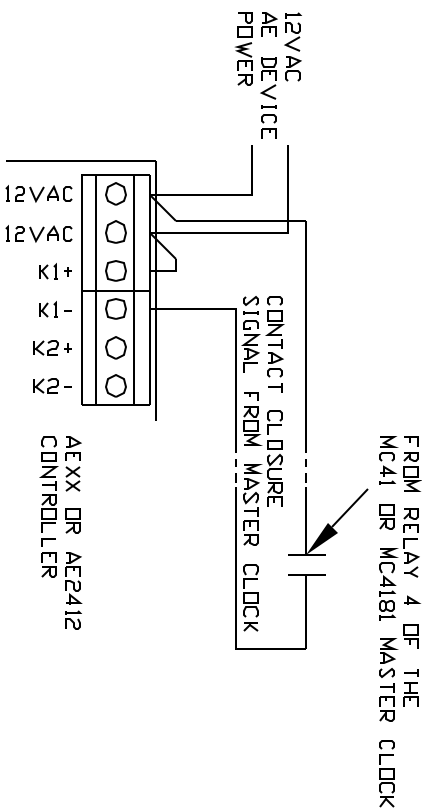 12VAC
AE DEVICE
POWER
12VAC
12VAC
K1+
K1-
K2+
K2-
CONTACT CLOSURE
SIGNAL FROM MASTER CLOCK
FROM RELAY 4 OF THE
MC41 OR MC4181 MASTER CLOCK
AEXX OR AE2412
CONTROLLER